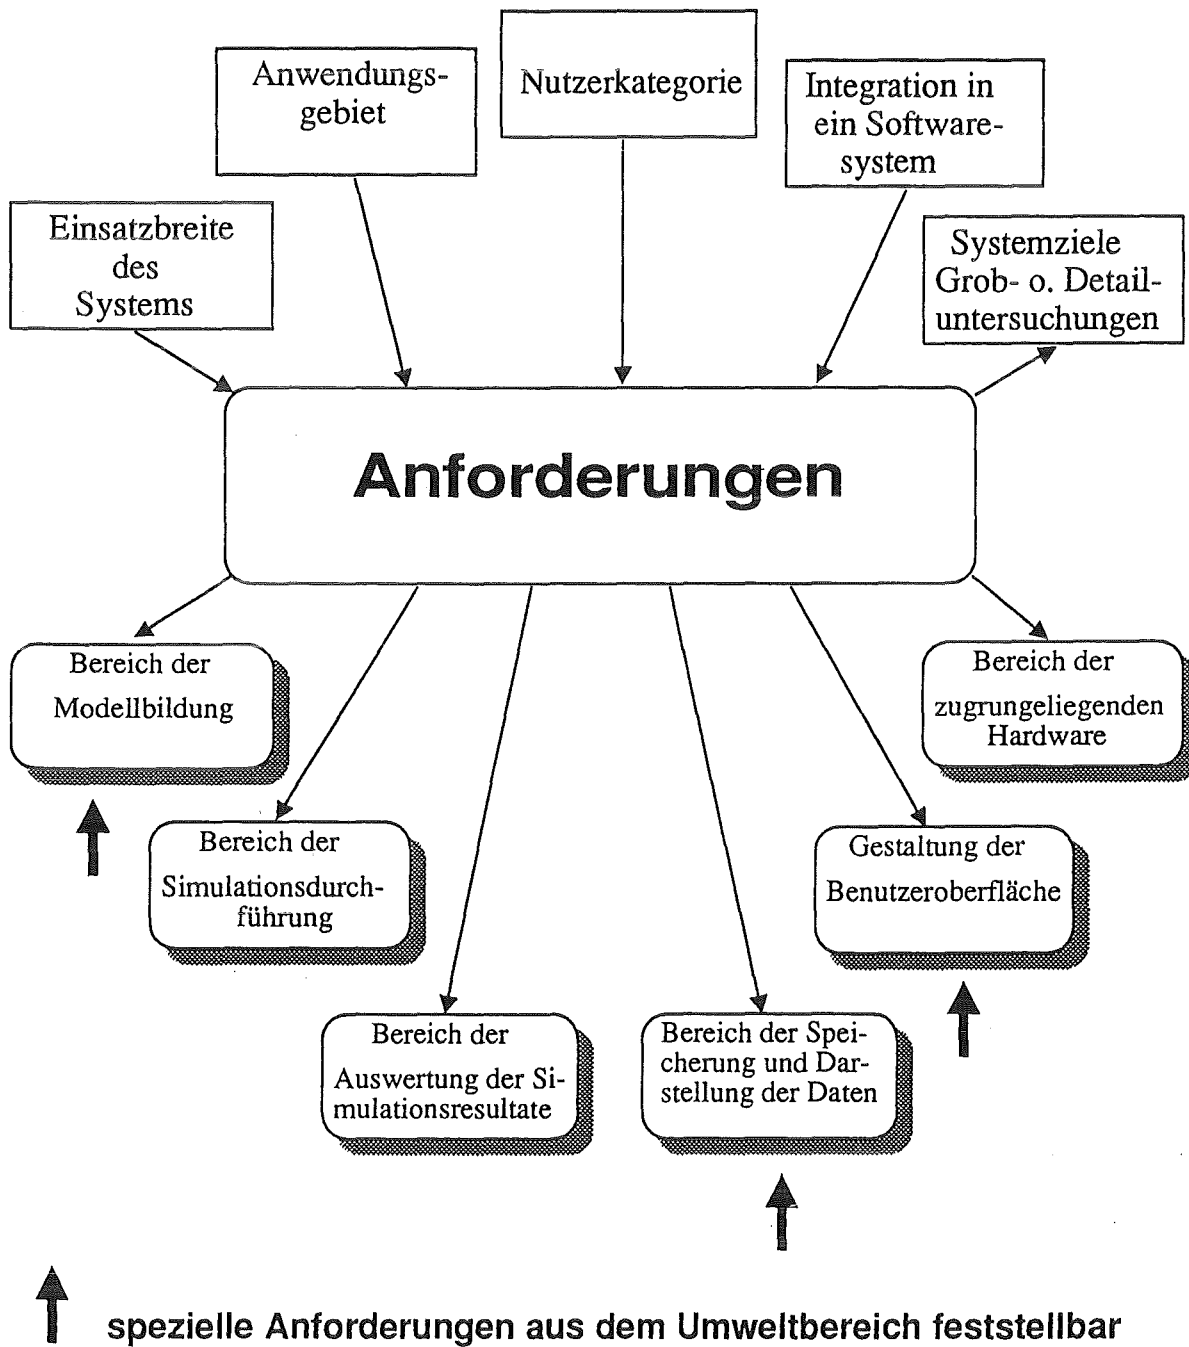 Einsatzbreite
des
Systems
Anwendungs-
gebiet
Nutzerkategorie
Integration in
ein Software-
system
Systemziele
Grob- o. Detail-
untersuchungen
Anforderungen
Bereich der
Modellbildung
Bereich der
Simulationsdurch-
führung
Bereich der
Auswertung der Si-
mulationsresultate
Bereich der Spei-
cherung und Dar-
stellung der Daten
Gestaltung der
Benutzeroberfläche
Bereich der
zugrungeliegenden
Hardware
spezielle Anforderungen aus dem Umweltbereich feststellbar